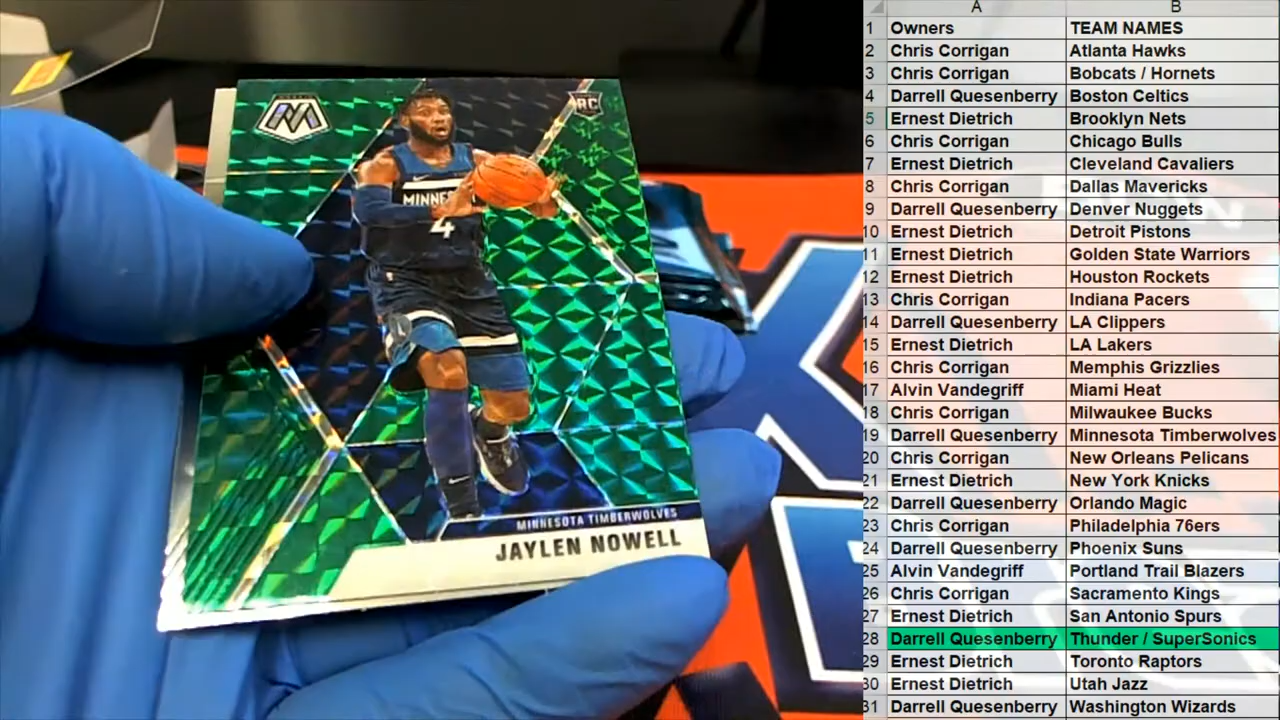 RC
MINNES
4
MINNESOTA TIMBERWOLVES
JAYLEN NOWELL
A B
1 Owners TEAM NAMES
2 Chris Corrigan Atlanta Hawks
3 Chris Corrigan Bobcats / Hornets
4 Darrell Quesenberry Boston Celtics
5 Ernest Dietrich Brooklyn Nets
6 Chris Corrigan Chicago Bulls
7 Ernest Dietrich Cleveland Cavaliers
8 Chris Corrigan Dallas Mavericks
9 Darrell Quesenberry Denver Nuggets
10 Ernest Dietrich Detroit Pistons
11 Ernest Dietrich Golden State Warriors
12 Ernest Dietrich Houston Rockets
13 Chris Corrigan Indiana Pacers
14 Darrell Quesenberry LA Clippers
15 Ernest Dietrich LA Lakers
16 Chris Corrigan Memphis Grizzlies
17 Alvin Vandegriff Miami Heat
18 Chris Corrigan Milwaukee Bucks
19 Darrell Quesenberry Minnesota Timberwolves
20 Chris Corrigan New Orleans Pelicans
21 Ernest Dietrich New York Knicks
22 Darrell Quesenberry Orlando Magic
23 Chris Corrigan Philadelphia 76ers
24 Darrell Quesenberry Phoenix Suns
25 Alvin Vandegriff Portland Trail Blazers
26 Chris Corrigan Sacramento Kings
27 Ernest Dietrich San Antonio Spurs
28 Darrell Quesenberry Thunder / SuperSonics
29 Ernest Dietrich Toronto Raptors
30 Ernest Dietrich Utah Jazz
31 Darrell Quesenberry Washington Wizards